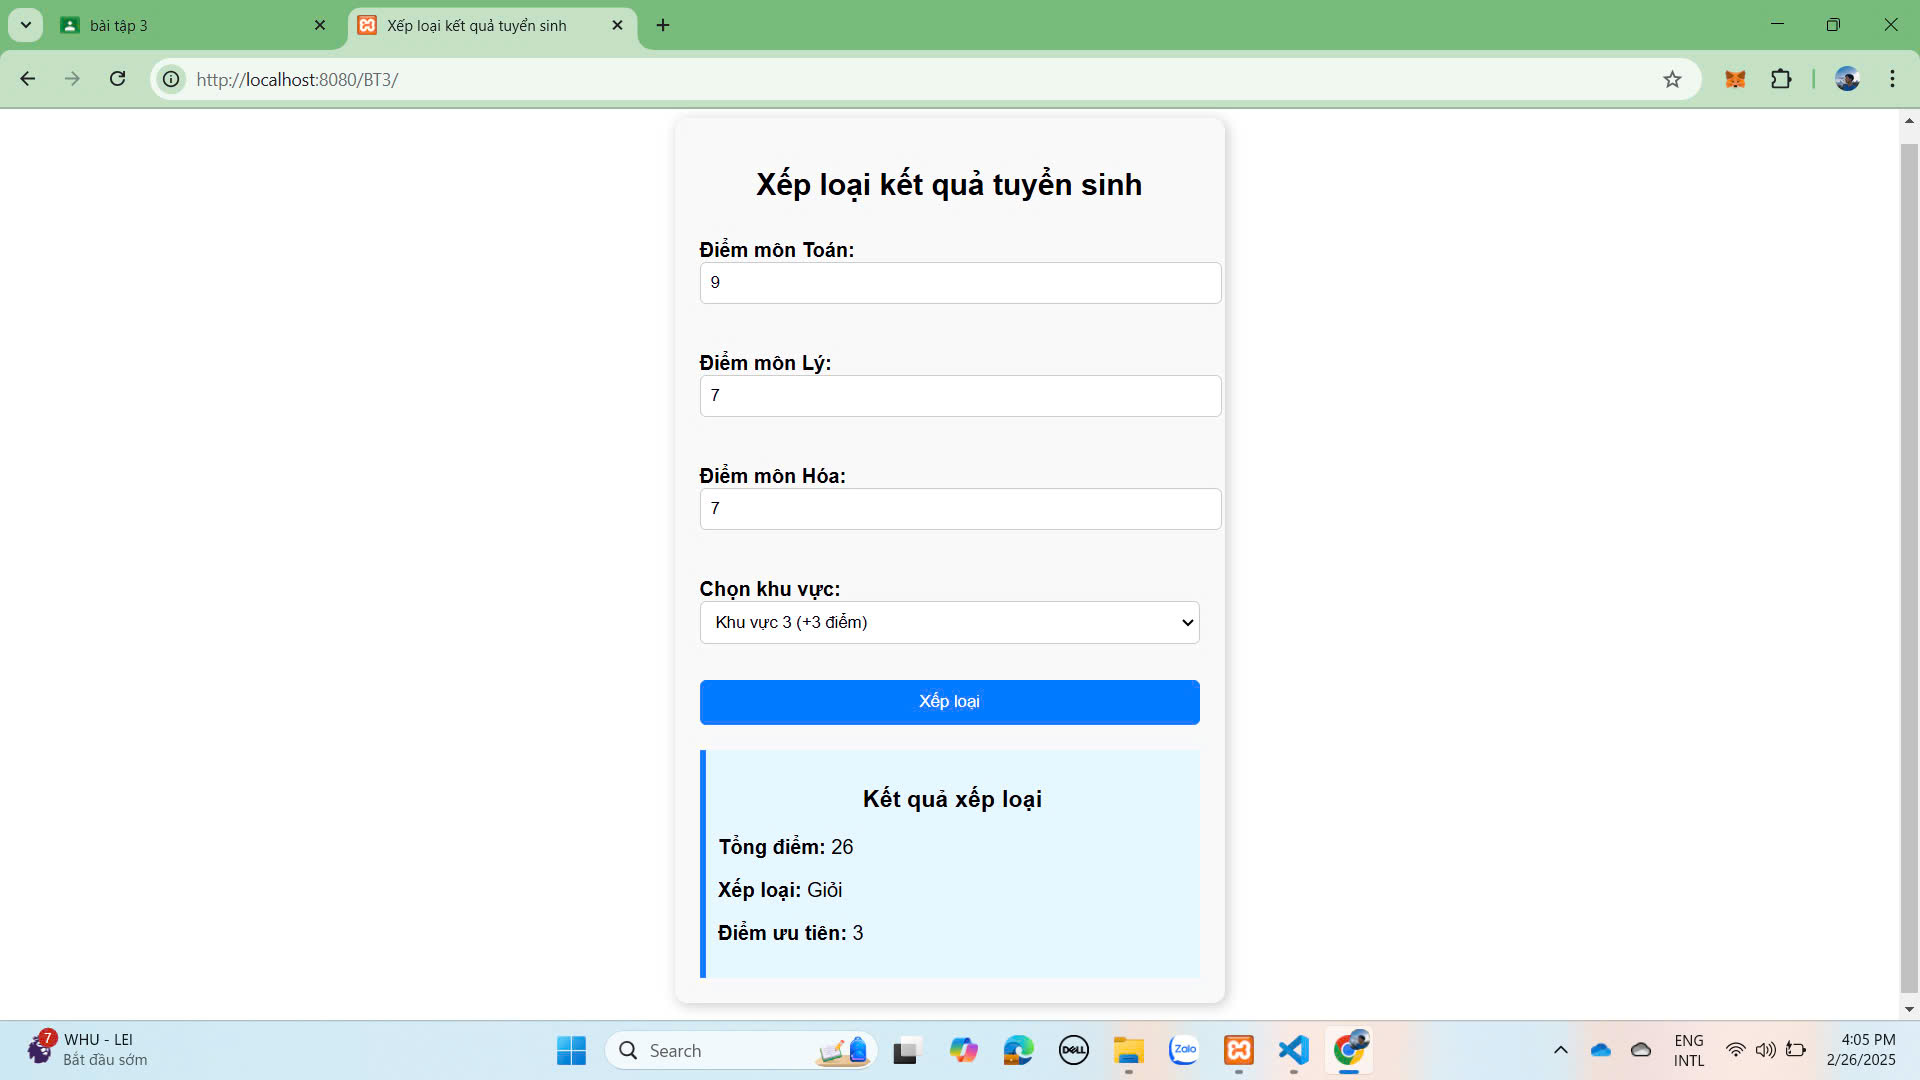 bài tập 3
Xếp loại kết quả tuyển sinh
http://localhost:8080/BT3/
Xếp loại kết quả tuyển sinh
Điểm môn Toán:
9
Điểm môn Lý:
7
Điểm môn Hóa:
7
Chọn khu vực:
Khu vực 3 (+3 điểm)
Xếp loại
Kết quả xếp loại
Tổng điểm: 26
Xếp loại: Giỏi
Điểm ưu tiên: 3
7
WHU - LEI
Bắt đầu sớm
Search
DELL
Zalo
ENG
INTL
4:05 PM
2/26/2025